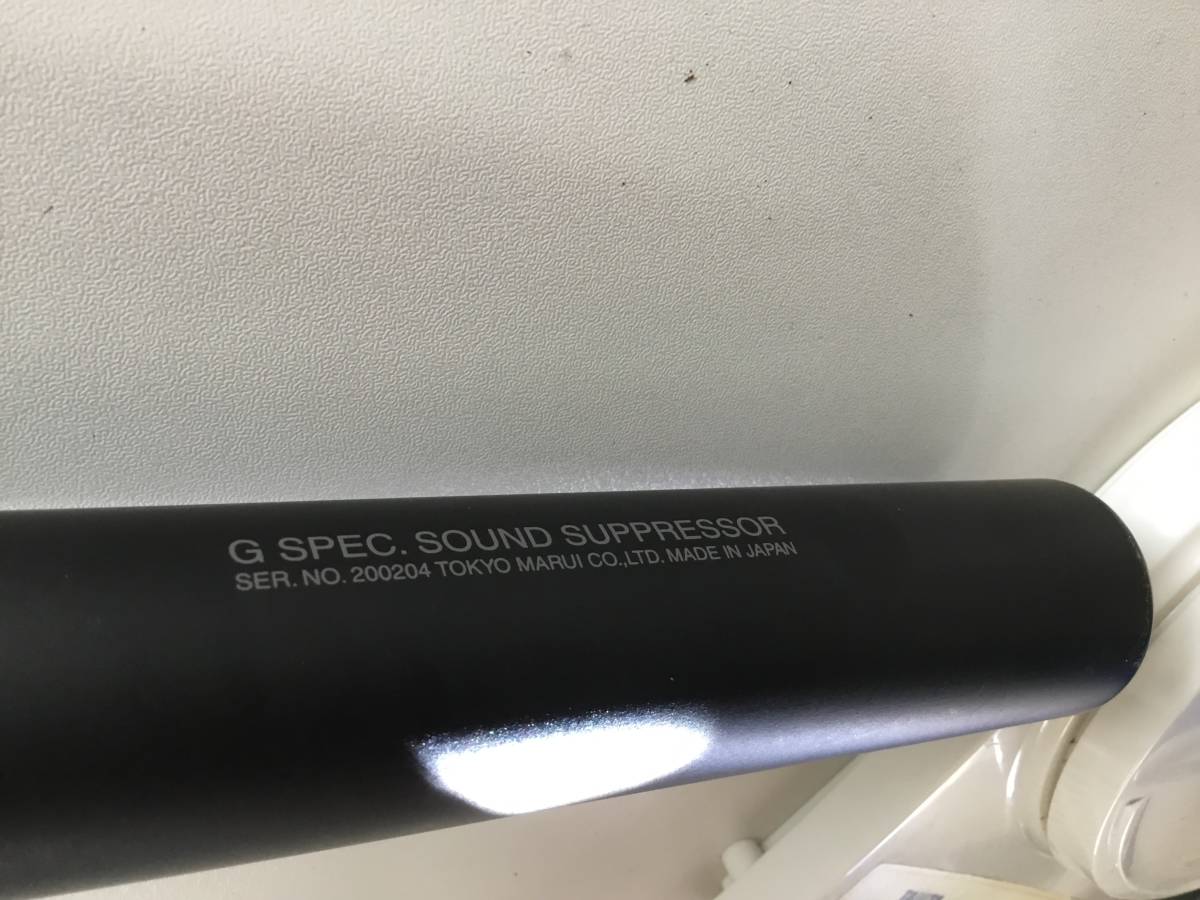 G SPEC. SOUND SUPPRESSOR
SER. NO. 200204 TOKYO MARUI CO.,LTD. MADE IN JAPAN